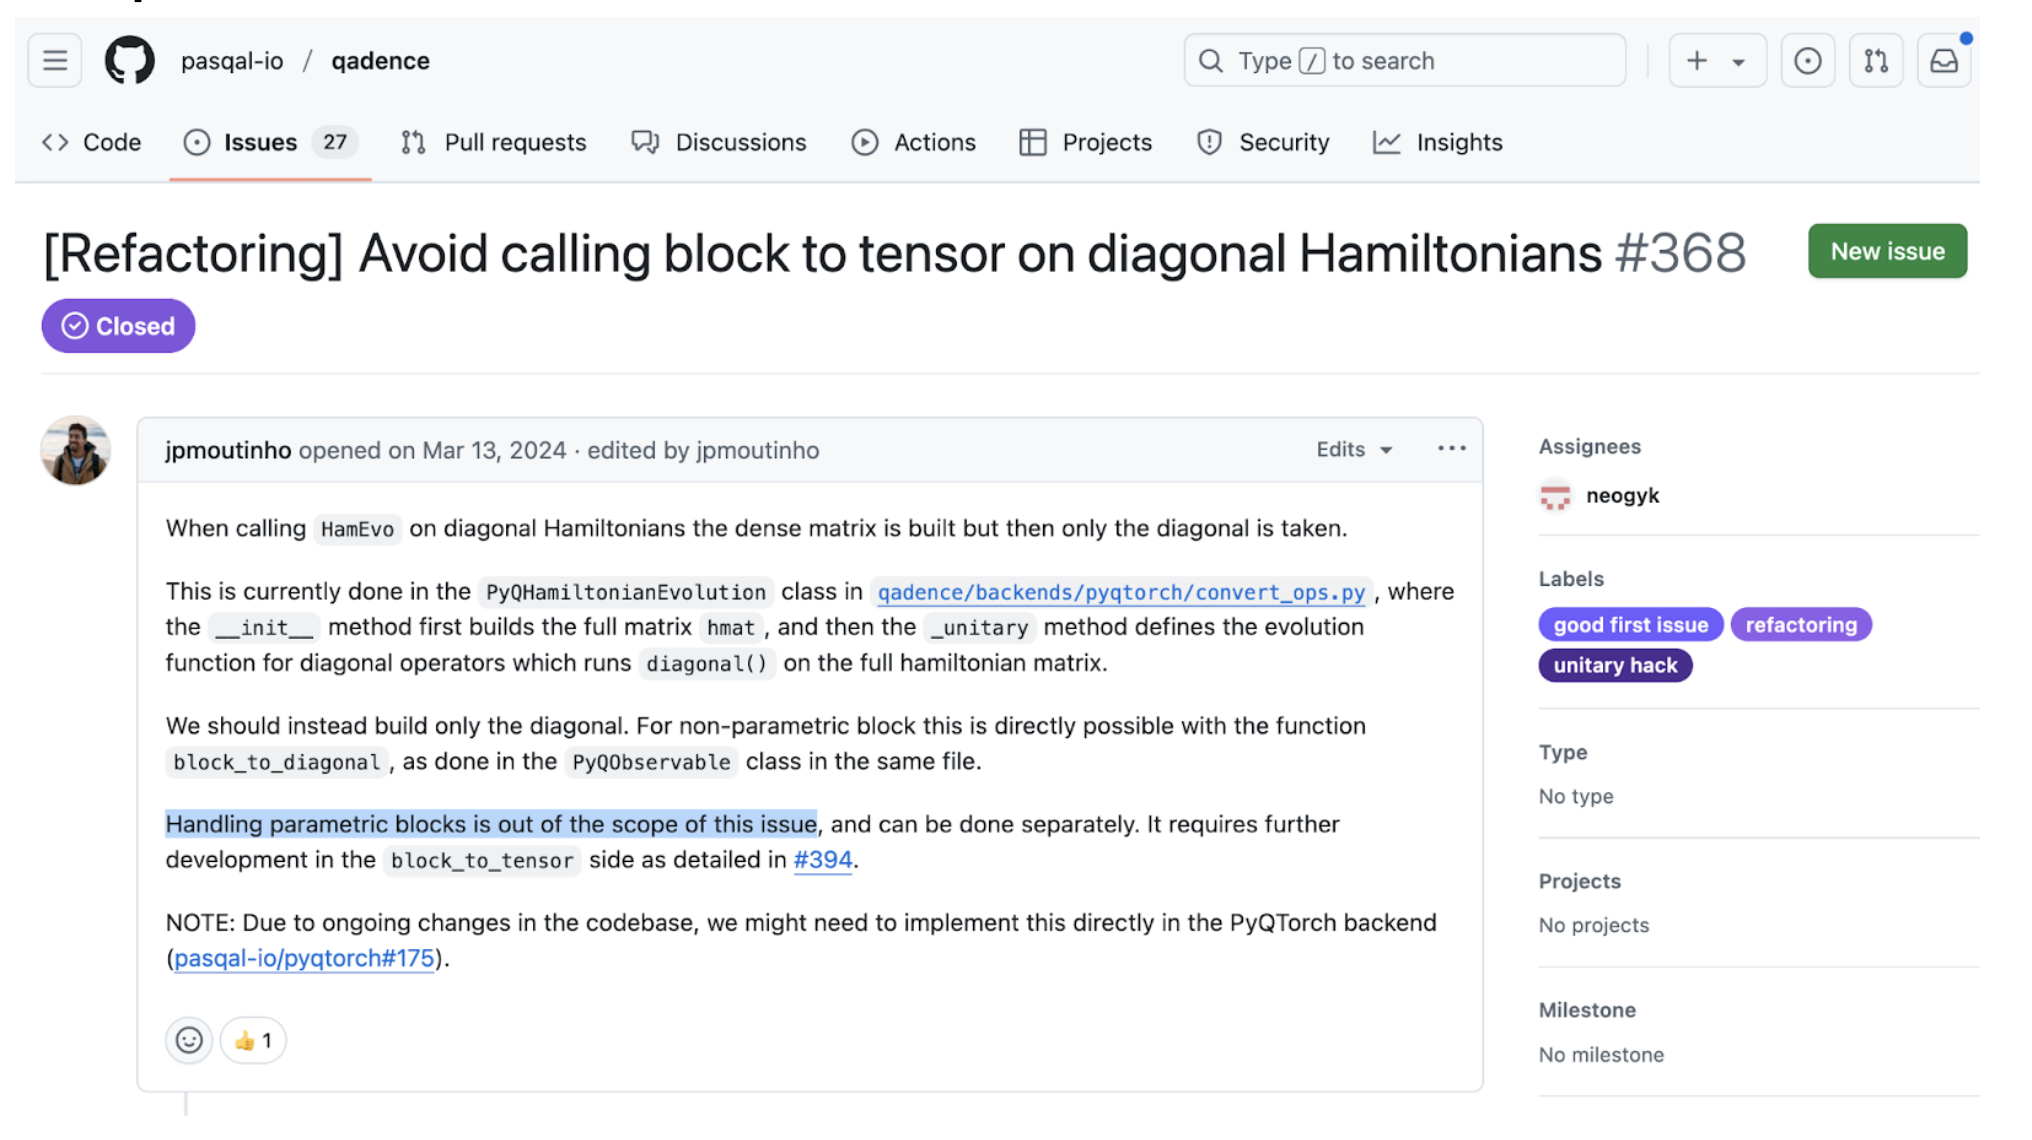 pasqal-io / qadence
Type / to search
Code
Issues 27
Pull requests
Discussions
Actions
Projects
Security
Insights
[Refactoring] Avoid calling block to tensor on diagonal Hamiltonians #368
New issue
Closed
jpmoutinho opened on Mar 13, 2024 · edited by jpmoutinho
Edits
When calling HamEvo on diagonal Hamiltonians the dense matrix is built but then only the diagonal is taken.
This is currently done in the PyQHamiltonianEvolution class in qadence/backends/pyqtorch/convert_ops.py, where
the __init__ method first builds the full matrix hmat, and then the _unitary method defines the evolution
function for diagonal operators which runs diagonal() on the full hamiltonian matrix.
We should instead build only the diagonal. For non-parametric block this is directly possible with the function
block_to_diagonal, as done in the PyQObservable class in the same file.
Handling parametric blocks is out of the scope of this issue, and can be done separately. It requires further
development in the block_to_tensor side as detailed in #394.
NOTE: Due to ongoing changes in the codebase, we might need to implement this directly in the PyQTorch backend
(pasqal-io/pyqtorch#175).
👍 1
Assignees
neogyk
Labels
good first issue
refactoring
unitary hack
Type
No type
Projects
No projects
Milestone
No milestone